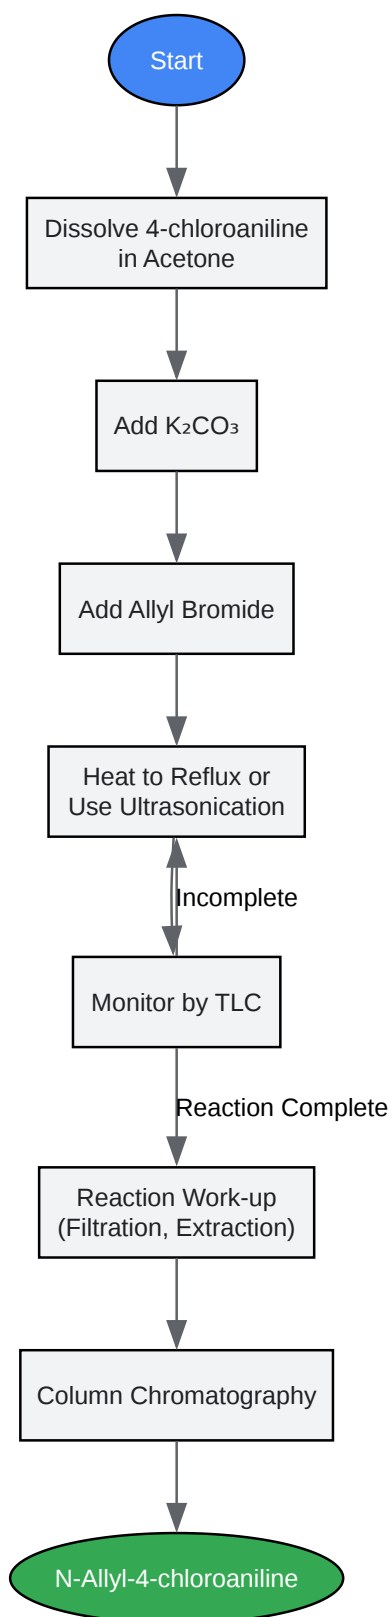 Start
Dissolve 4-chloroaniline
in Acetone
Add K₂CO₃
Add Allyl Bromide
Heat to Reflux or
Use Ultrasonication
Incomplete
Monitor by TLC
Reaction Complete
Reaction Work-up
(Filtration, Extraction)
Column Chromatography
N-Allyl-4-chloroaniline